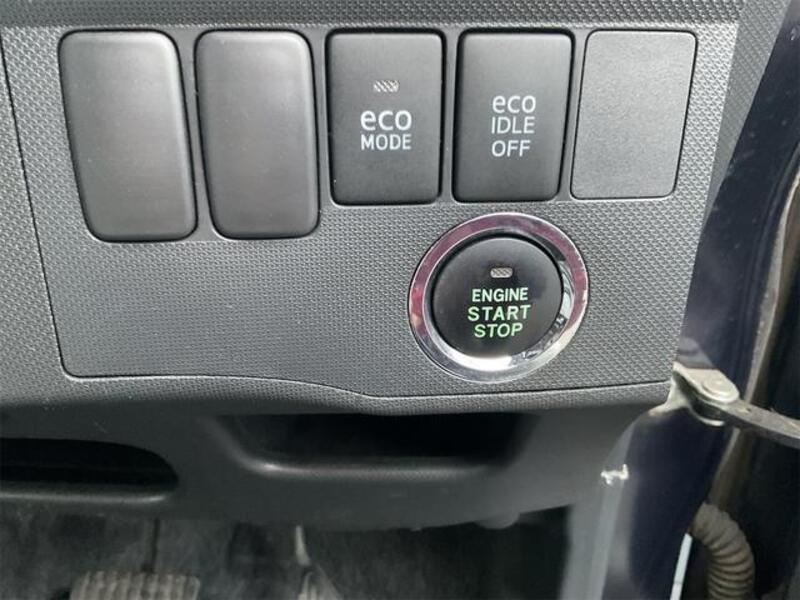 eco
MODE
eco
IDLE
OFF
ENGINE
START
STOP